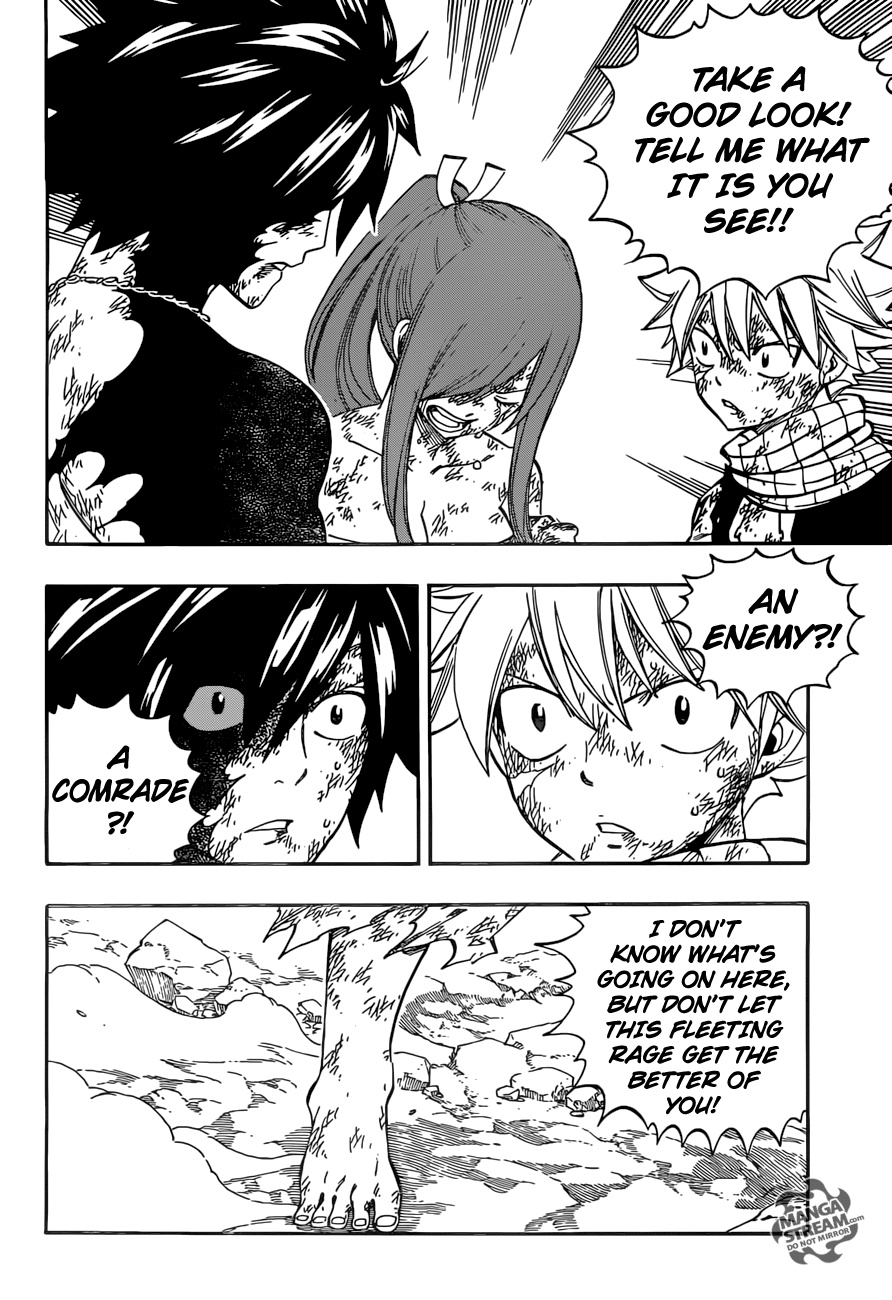 TAKE A
GOOD LOOK!
TELL ME WHAT
IT IS YOU
SEE!!
AN
ENEMY?!
A
COMRADE
?!
I DON'T
KNOW WHAT'S
GOING ON HERE,
BUT DON'T LET
THIS FLEETING
RAGE GET THE
BETTER OF
YOU!
MANGA
STREAM.com
DO NOT MIRROR